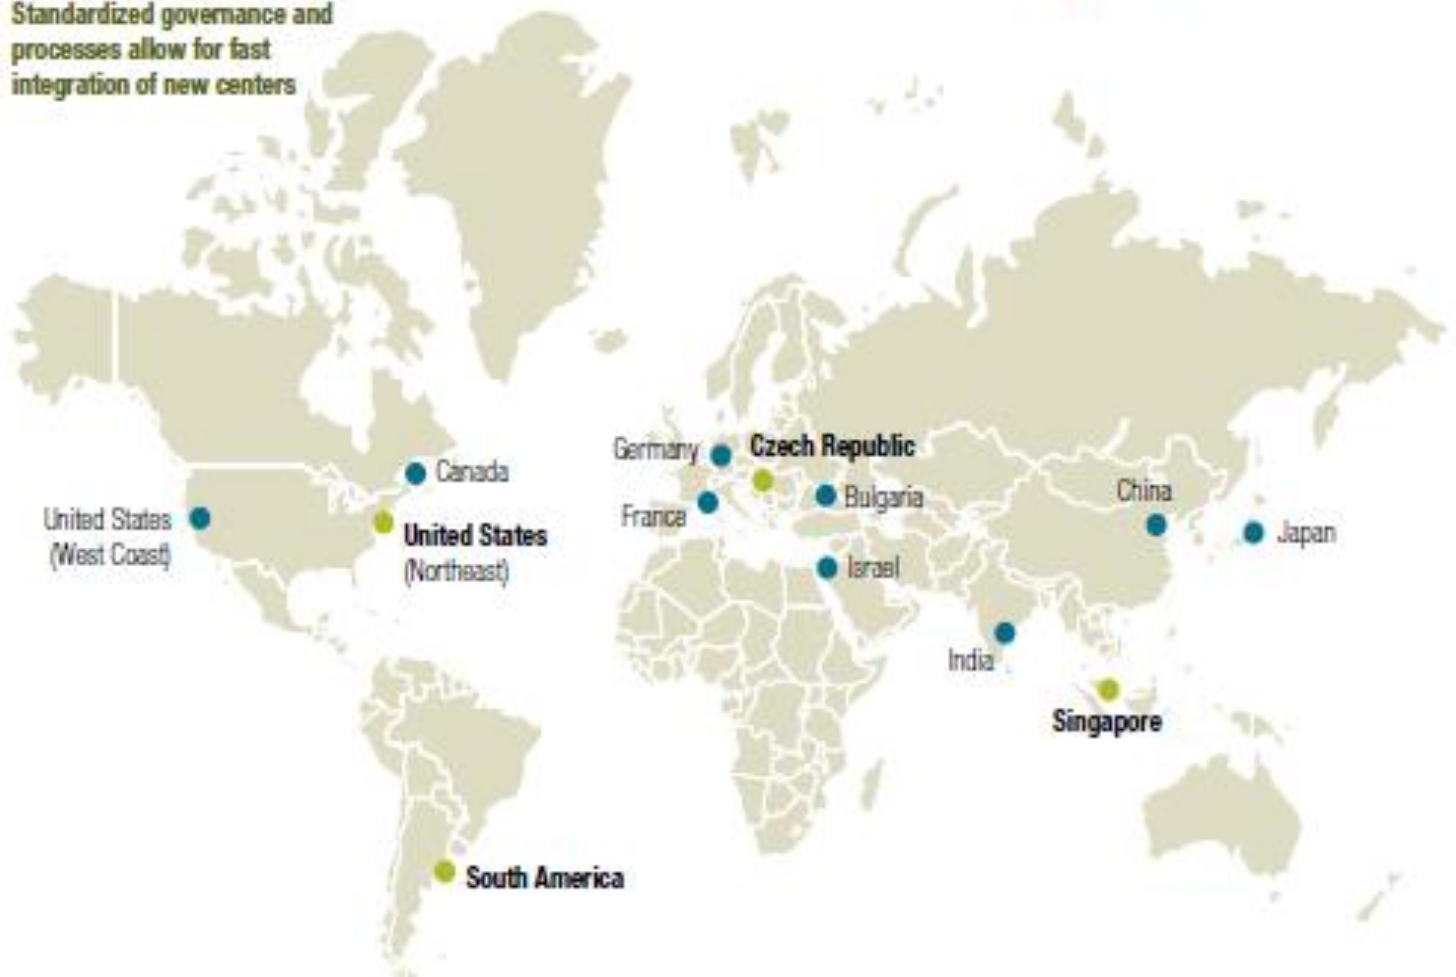 Standardized governance and
processes allow for fast
integration of new centers
Germany
Czech Republic
Canada
China
Bulgaria
United States
(West Coast)
France
United States
(Northeast)
Japan
Israel
India
Singapore
South America